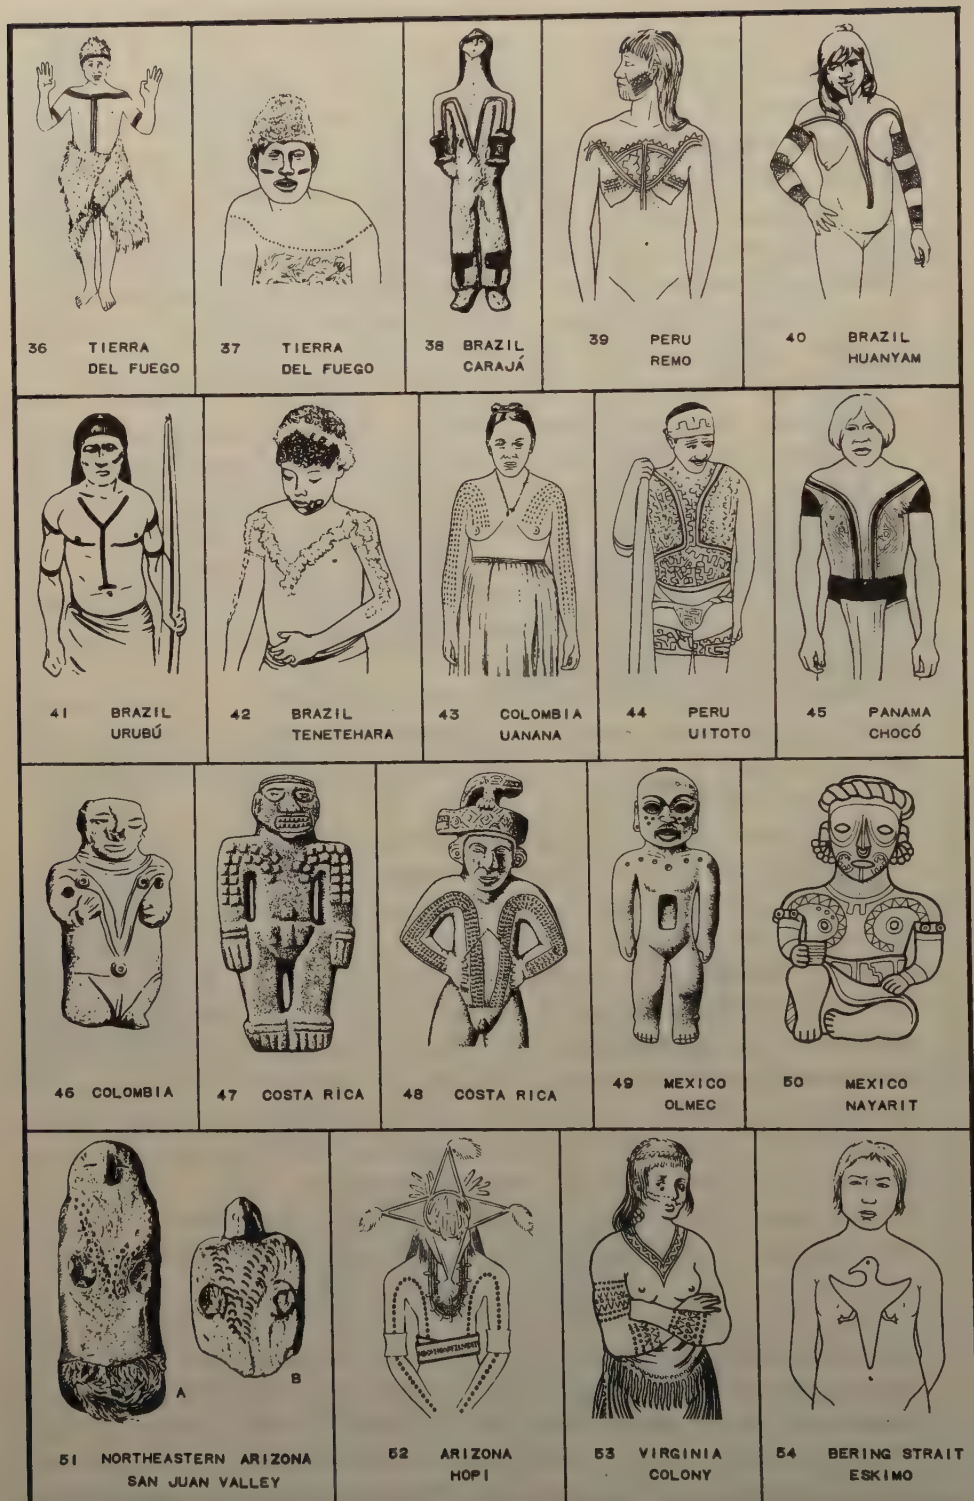 36 TIERRA
DEL FUEGO
37 TIERRA
DEL FUEGO
38 BRAZIL
CARAJÁ
39 PERU
REMO
40 BRAZIL
HUANYAM
41 BRAZIL
URUBÚ
42 BRAZIL
TENETEHARA
43 COLOMBIA
UANANA
44 PERU
UITOTO
45 PANAMA
CHOCÓ
46 COLOMBIA
47 COSTA RICA
48 COSTA RICA
49 MEXICO
OLMEC
50 MEXICO
NAYARIT
A
B
51 NORTHEASTERN ARIZONA
SAN JUAN VALLEY
52 ARIZONA
HOPI
53 VIRGINIA
COLONY
54 BERING STRAIT
ESKIMO